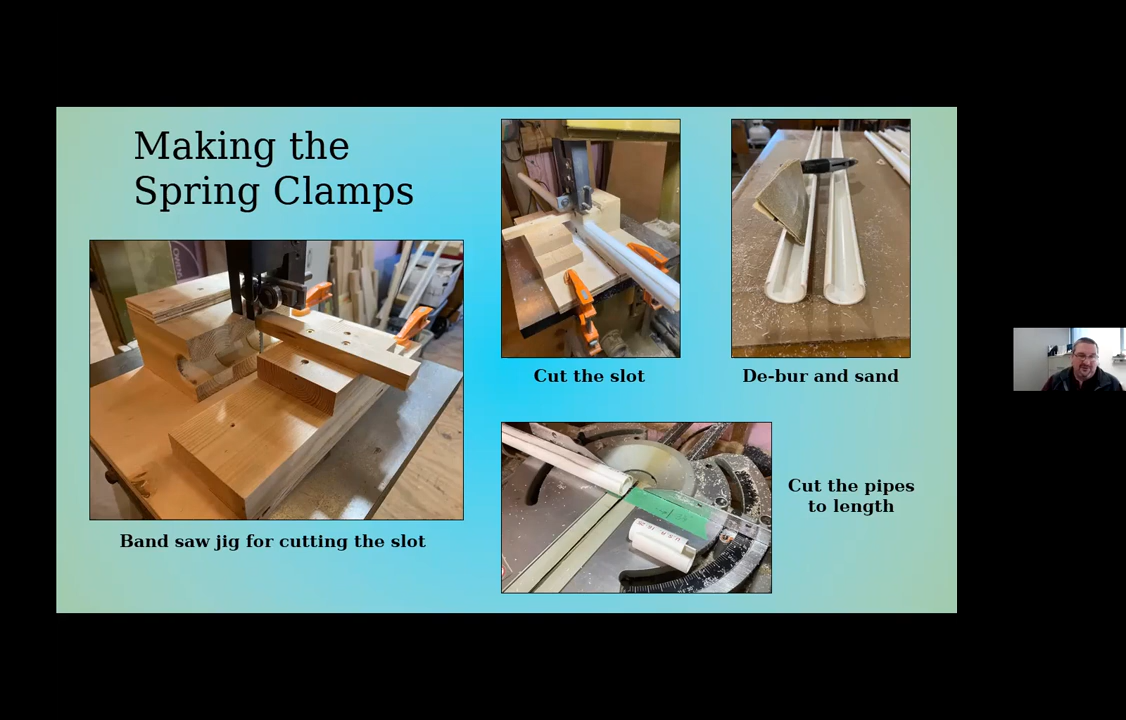 Making the
Spring Clamps
Cut the slot
De-bur and sand
Band saw jig for cutting the slot
Cut the pipes
to length